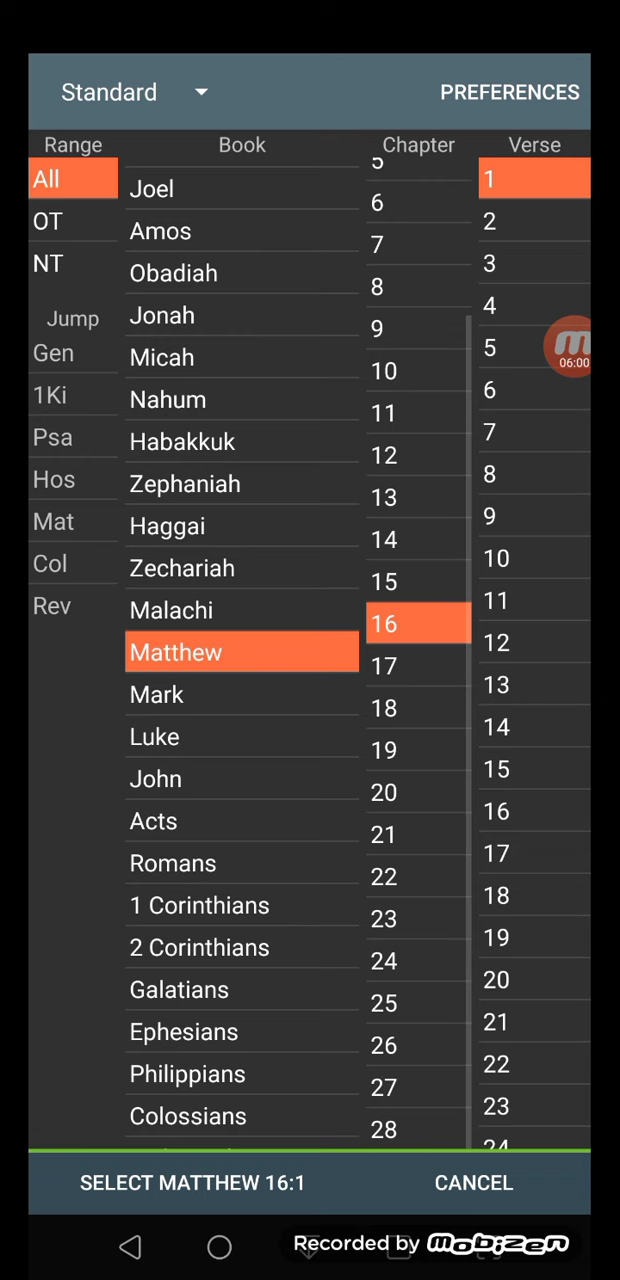 Standard PREFERENCES
Range Book Chapter Verse
All
OT
NT
Jump
Gen
1Ki
Psa
Hos
Mat
Col
Rev
Joel
Amos
Obadiah
Jonah
Micah
Nahum
Habakkuk
Zephaniah
Haggai
Zechariah
Malachi
Matthew
Mark
Luke
John
Acts
Romans
1 Corinthians
2 Corinthians
Galatians
Ephesians
Philippians
Colossians
5
6
7
8
9
10
11
12
13
14
15
16
17
18
19
20
21
22
23
24
25
26
27
28
1
2
3
4
5
6
7
8
9
10
11
12
13
14
15
16
17
18
19
20
21
22
23
24
06:00
SELECT MATTHEW 16:1 CANCEL
Recorded by mobizen